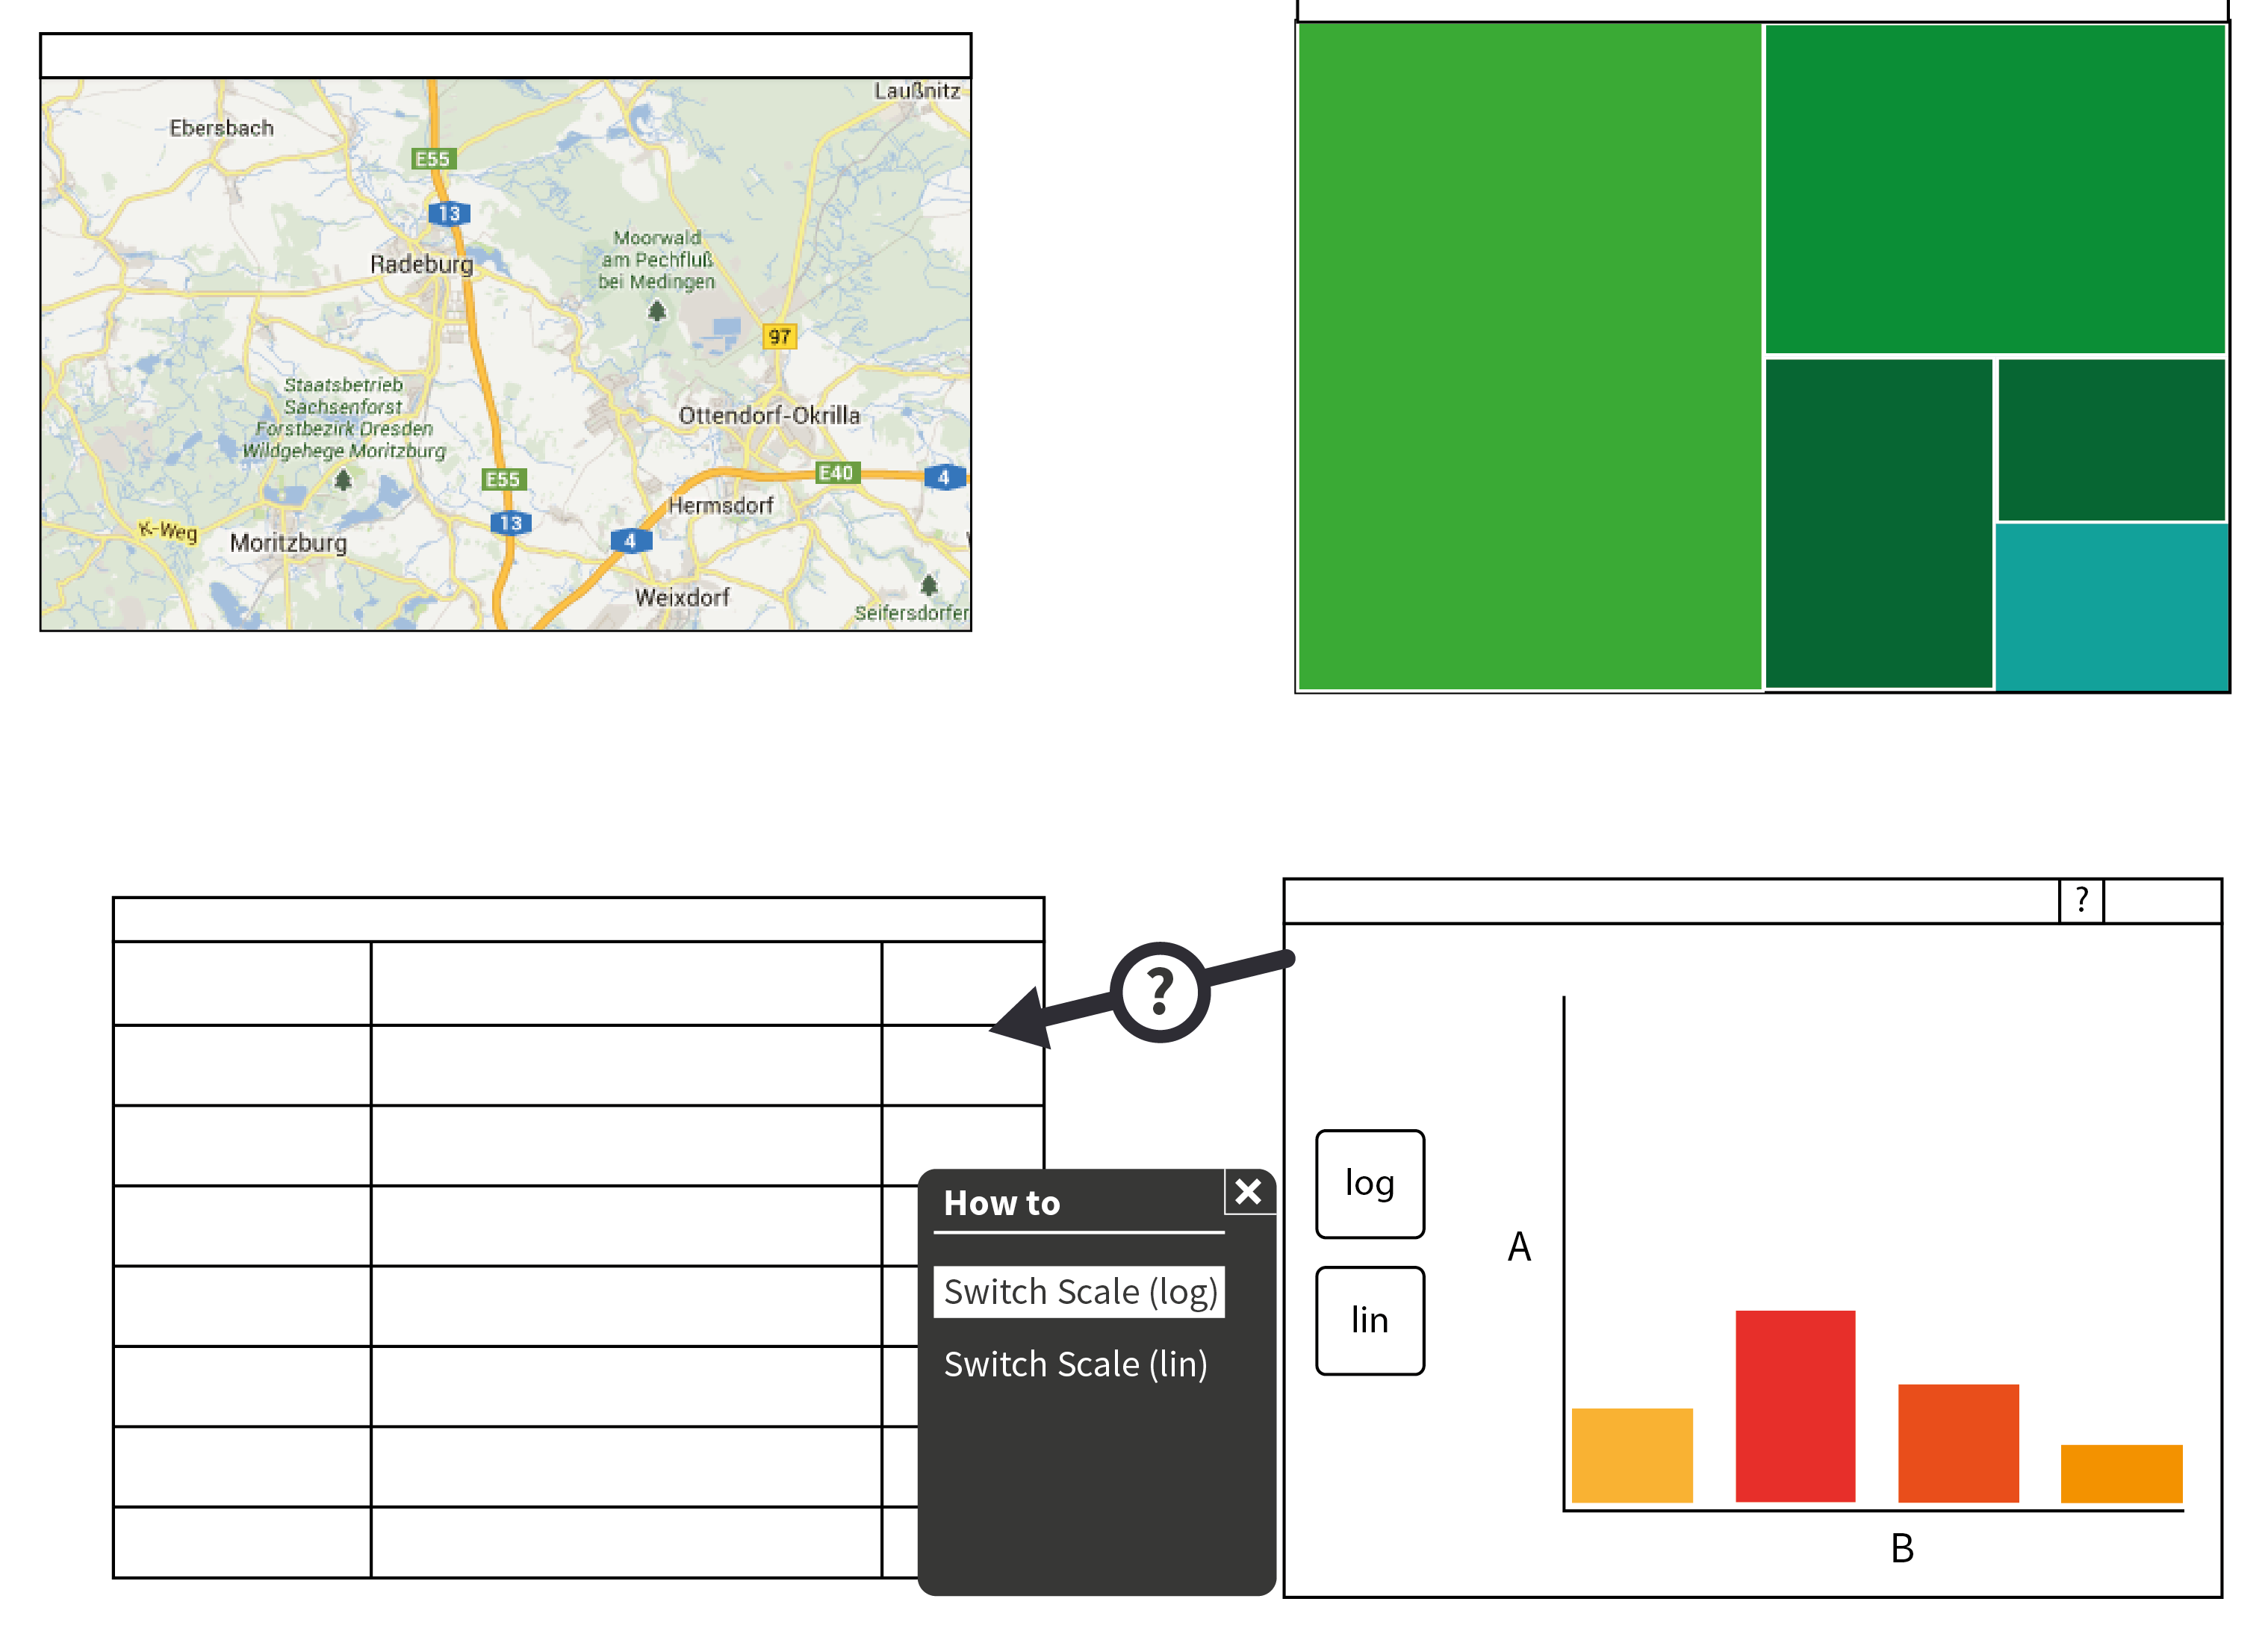 Laußnitz
Ebersbach
E55
13
Radeburg
Moorwald
am Pechfluß
bei Medingen
97
Staatsbetrieb
Sachsenforst
Forstbezirk Dresden
Wildgehege Moritzburg
Ottendorf-Okrilla
E55
E40
4
Hermsdorf
13
K-Weg
4
Moritzburg
Weixdorf
Seifersdorfer
?
?
How to
Switch Scale (log)
Switch Scale (lin)
log
lin
A
B